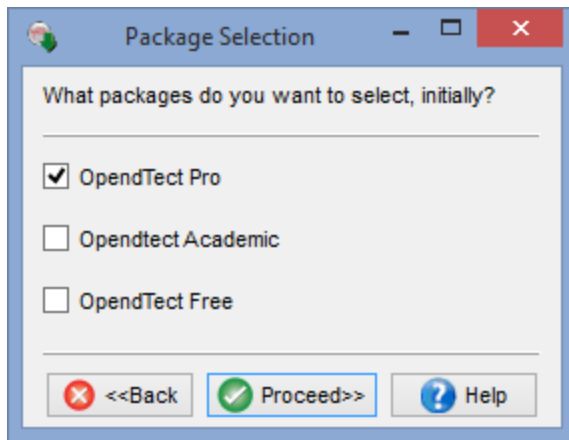 Package Selection
What packages do you want to select, initially?
OpendTect Pro
Opendtect Academic
OpendTect Free
<<Back
Proceed>>
Help